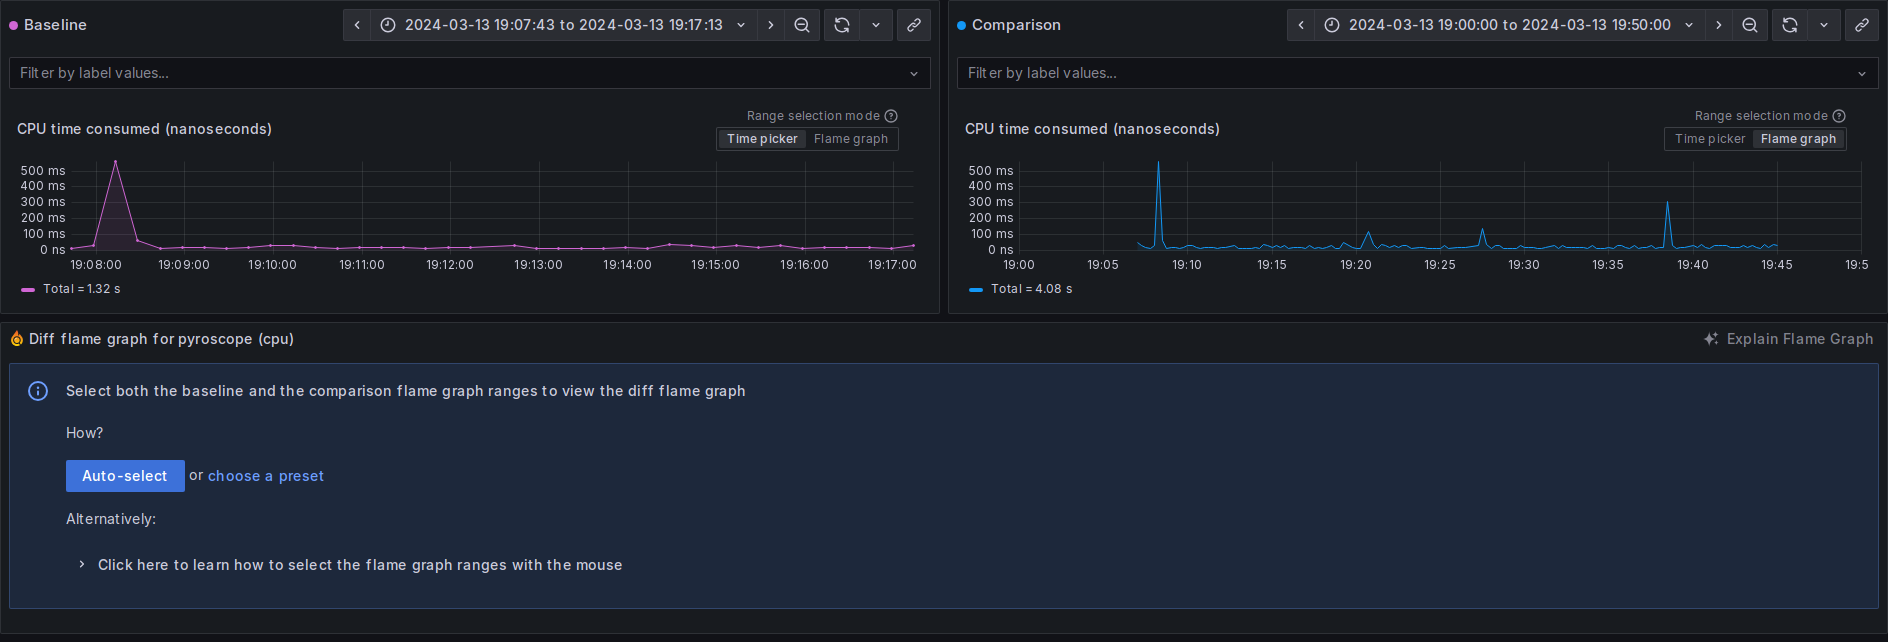 Baseline
2024-03-13 19:07:43 to 2024-03-13 19:17:13
Filter by label values...
CPU time consumed (nanoseconds)
Range selection mode
Time picker
Flame graph
500 ms
400 ms
300 ms
200 ms
100 ms
0 ns
19:08:00
19:09:00
19:10:00
19:11:00
19:12:00
19:13:00
19:14:00
19:15:00
19:16:00
19:17:00
Total = 1.32 s
Comparison
2024-03-13 19:00:00 to 2024-03-13 19:50:00
Filter by label values...
CPU time consumed (nanoseconds)
Range selection mode
Time picker
Flame graph
500 ms
400 ms
300 ms
200 ms
100 ms
0 ns
19:00
19:05
19:10
19:15
19:20
19:25
19:30
19:35
19:40
19:45
19:5
Total = 4.08 s
Diff flame graph for pyroscope (cpu)
Explain Flame Graph
Select both the baseline and the comparison flame graph ranges to view the diff flame graph
How?
Auto-select or choose a preset
Alternatively:
Click here to learn how to select the flame graph ranges with the mouse